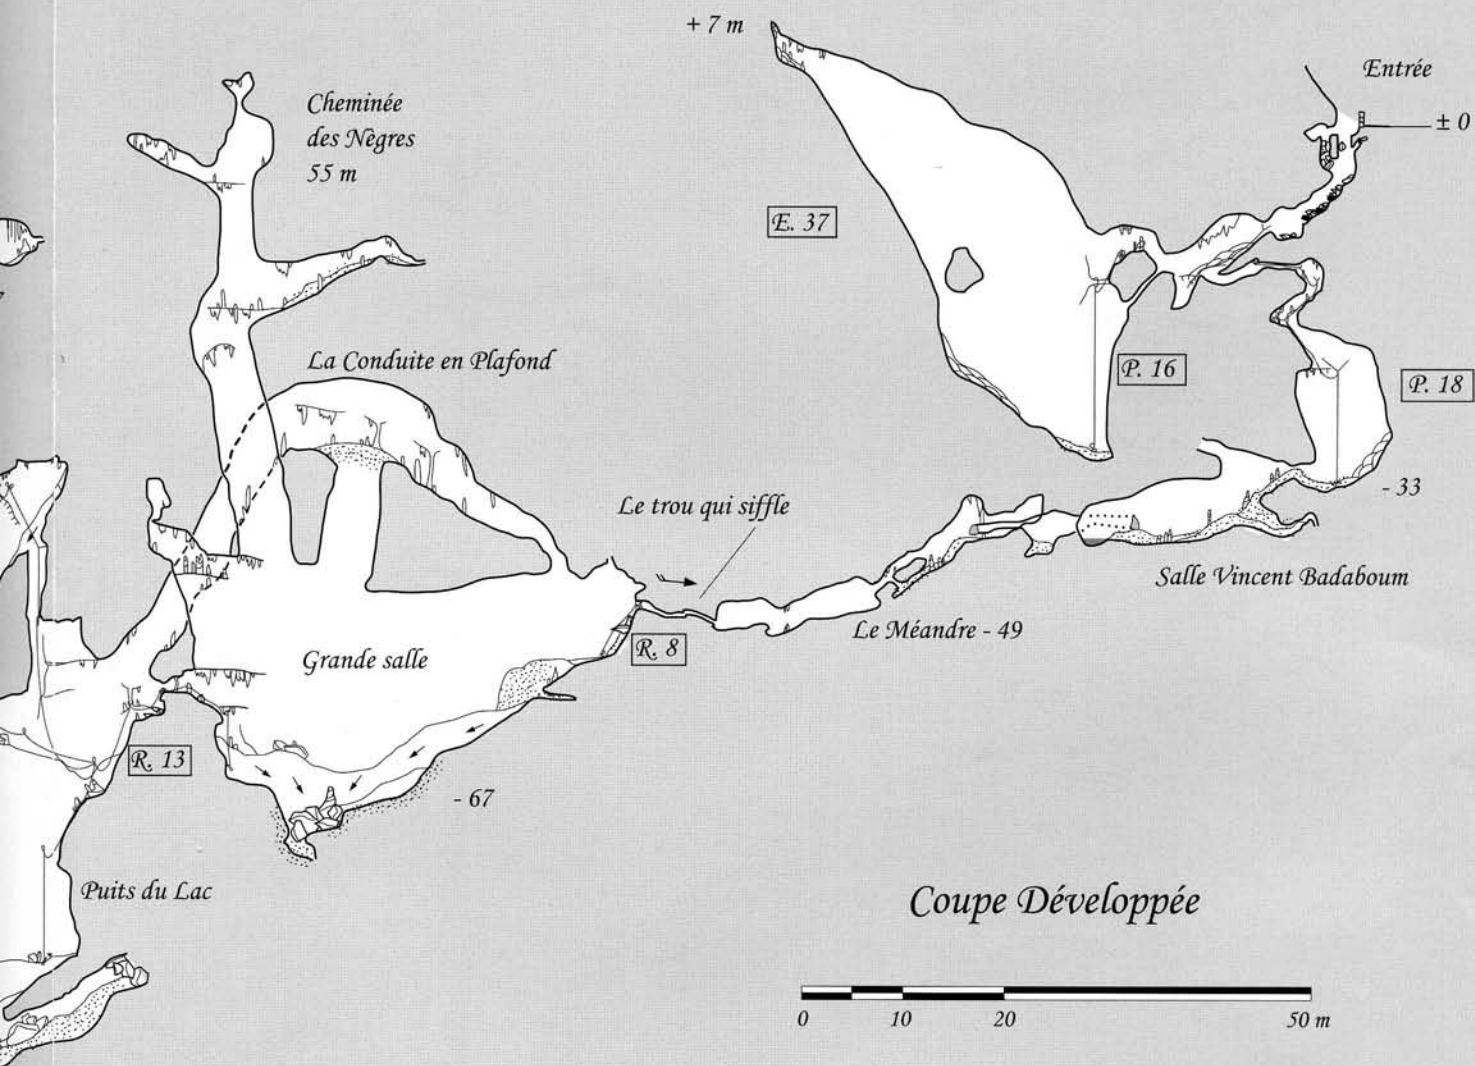 + 7 m
Entrée
± 0
Cheminée
des Nègres
55 m
E. 37
La Conduite en Plafond
P. 16
P. 18
- 33
Le trou qui siffle
Salle Vincent Badaboum
Le Méandre - 49
R. 8
Grande salle
R. 13
- 67
Puits du Lac
Coupe Développée
0 10 20 50 m